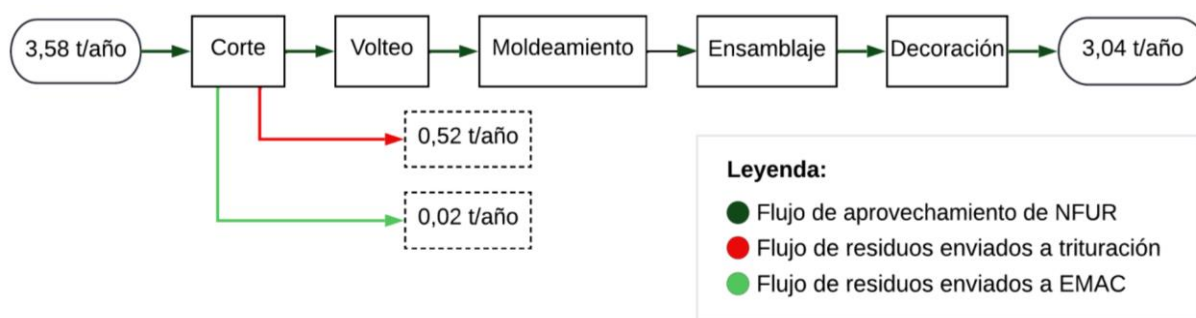 3,58 t/año
Corte
Volteo
Moldeamiento
Ensamblaje
Decoración
3,04 t/año
0,52 t/año
0,02 t/año
Leyenda:
Flujo de aprovechamiento de NFUR
Flujo de residuos enviados a trituración
Flujo de residuos enviados a EMAC